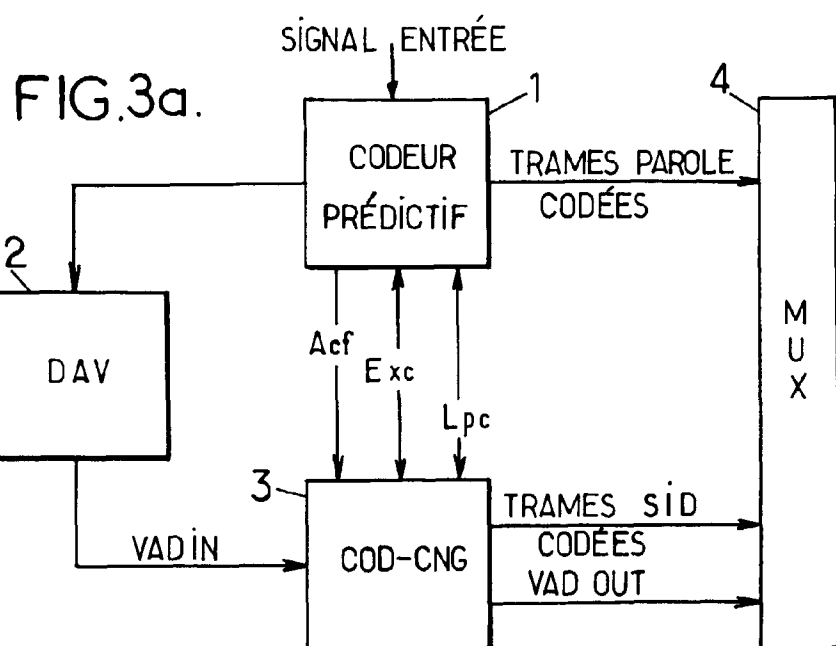 SIGNAL ENTRÉE
FIG.3a.
1
CODEUR
PRÉDICTIF
TRAMES PAROLE
CODÉES
4
MUX
2
DAV
Acf
Exc
Lpc
3
VAD IN
COD-CNG
TRAMES SID
CODÉES
VAD OUT